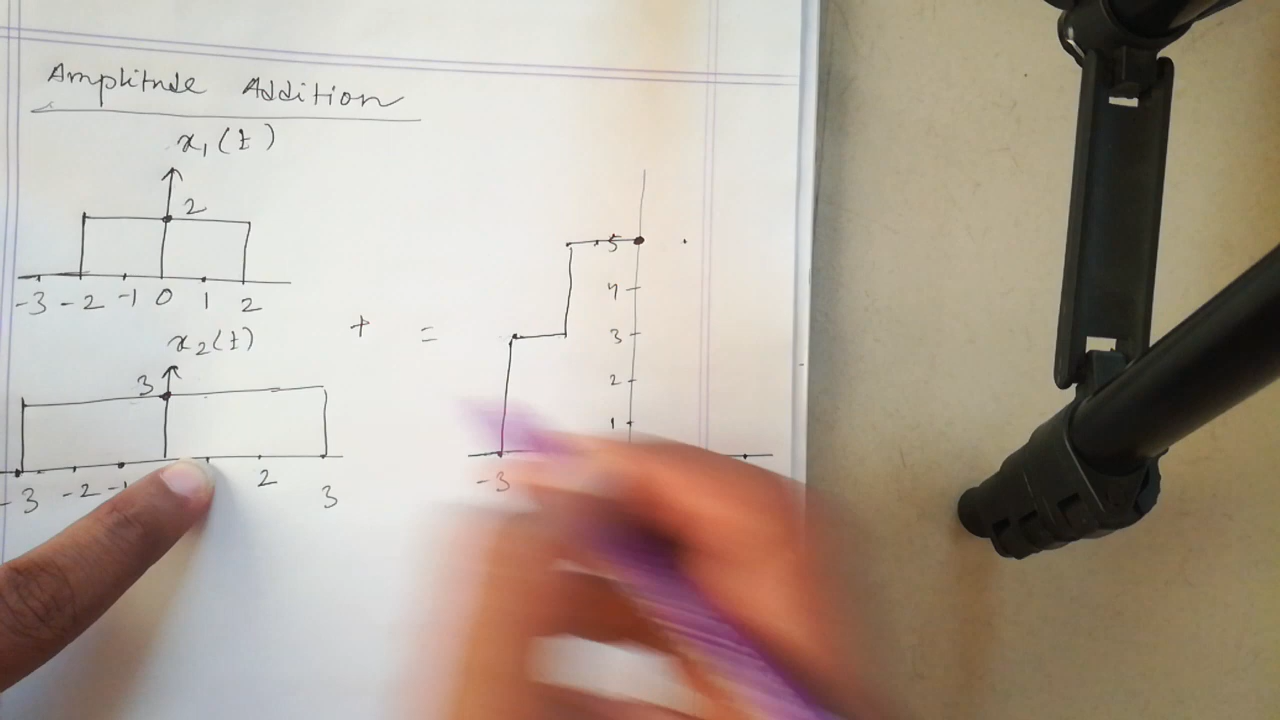 Amplitude Addition
x₁(t)
2
-3 -2 -1 0 1 2
x₂(t)
3
-3 -2 -1 2 3
+ =
5
4
3
2
1
-3